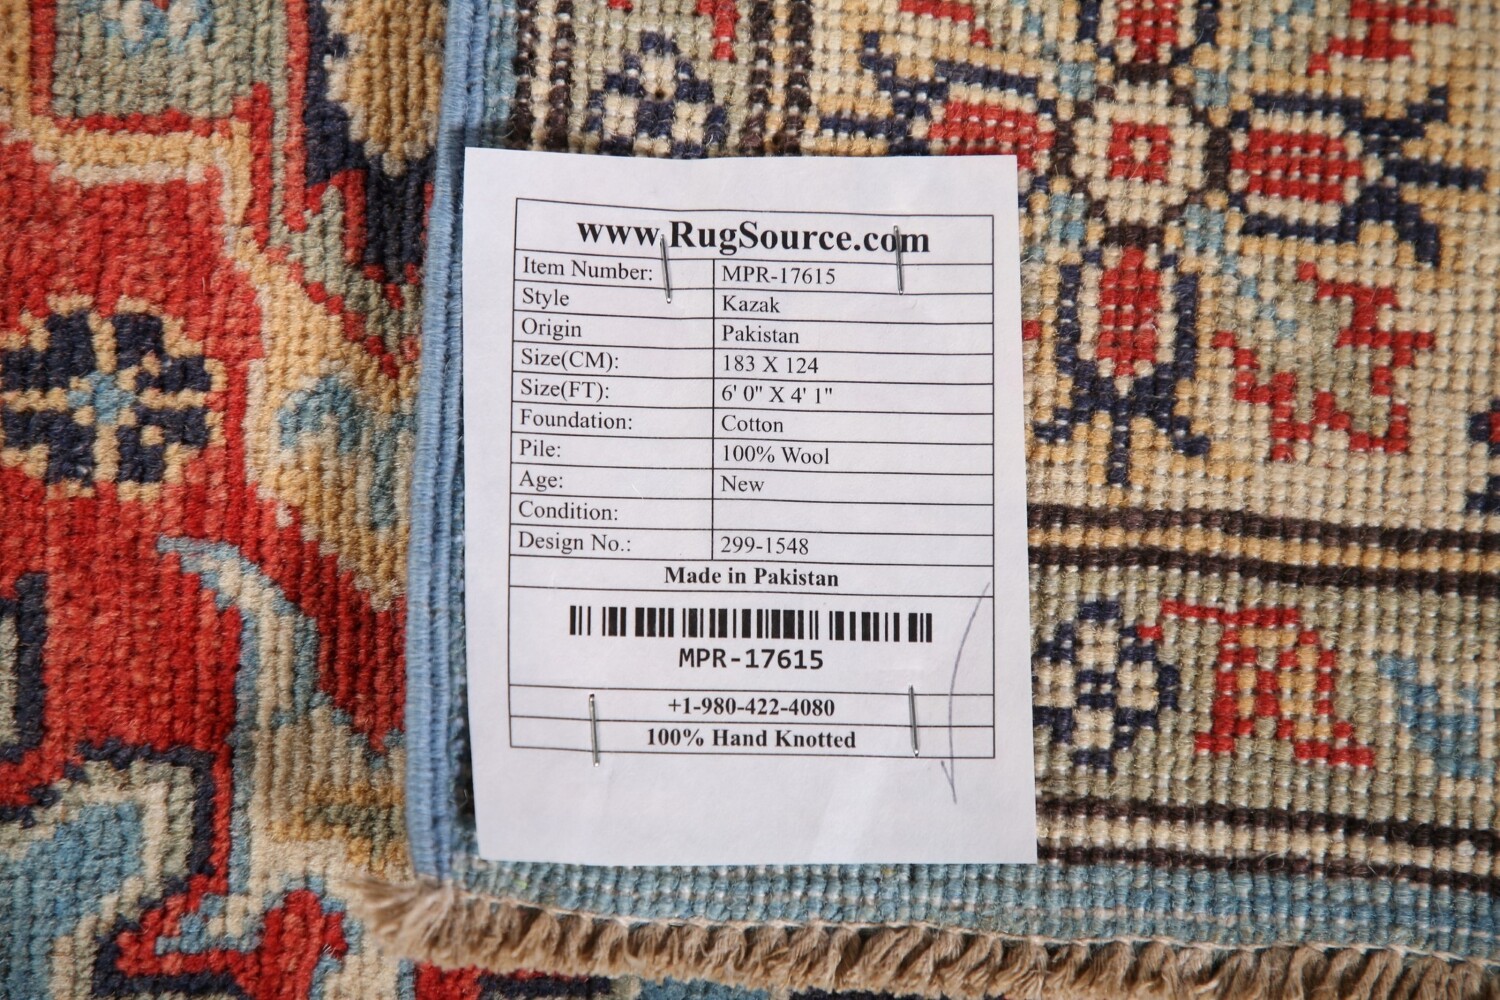 www.RugSource.com
Item Number: MPR-17615
Style Kazak
Origin Pakistan
Size(CM): 183 X 124
Size(FT): 6' 0" X 4' 1"
Foundation: Cotton
Pile: 100% Wool
Age: New
Condition:
Design No.: 299-1548
Made in Pakistan
MPR-17615
+1-980-422-4080
100% Hand Knotted